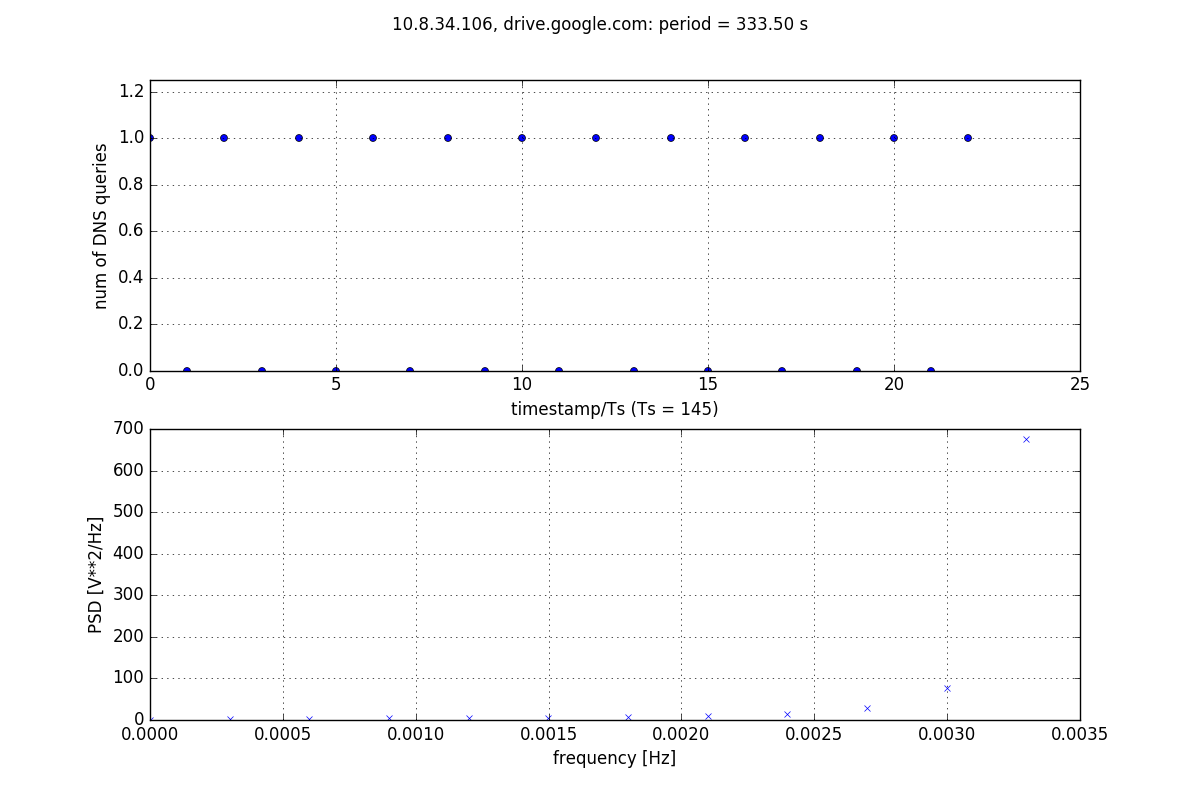 10.8.34.106, drive.google.com: period = 333.50 s
num of DNS queries
1.2
1.0
0.8
0.6
0.4
0.2
0.0
0 5 10 15 20 25
timestamp/Ts (Ts = 145)
PSD [V**2/Hz]
700
600
500
400
300
200
100
0
0.0000 0.0005 0.0010 0.0015 0.0020 0.0025 0.0030 0.0035
frequency [Hz]